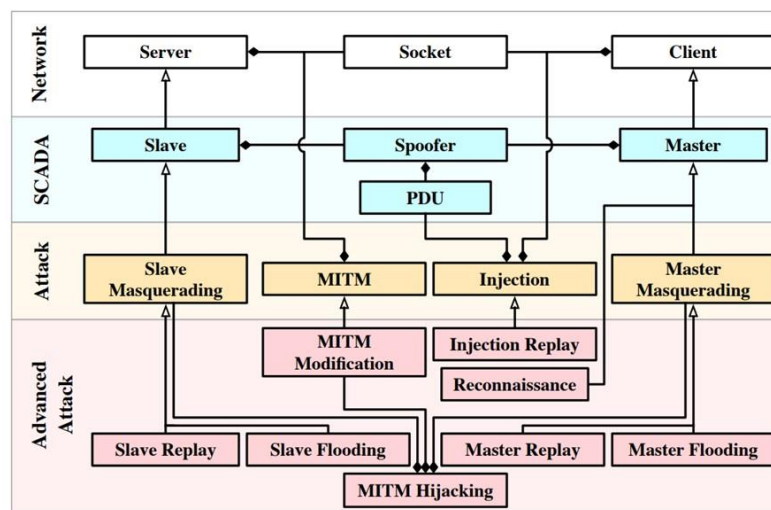 Network
Server
Socket
Client
SCADA
Slave
Spoofer
Master
PDU
Attack
Slave
Masquerading
MITM
Injection
Master
Masquerading
Advanced
Attack
MITM
Modification
Injection Replay
Reconnaissance
Slave Replay
Slave Flooding
Master Replay
Master Flooding
MITM Hijacking